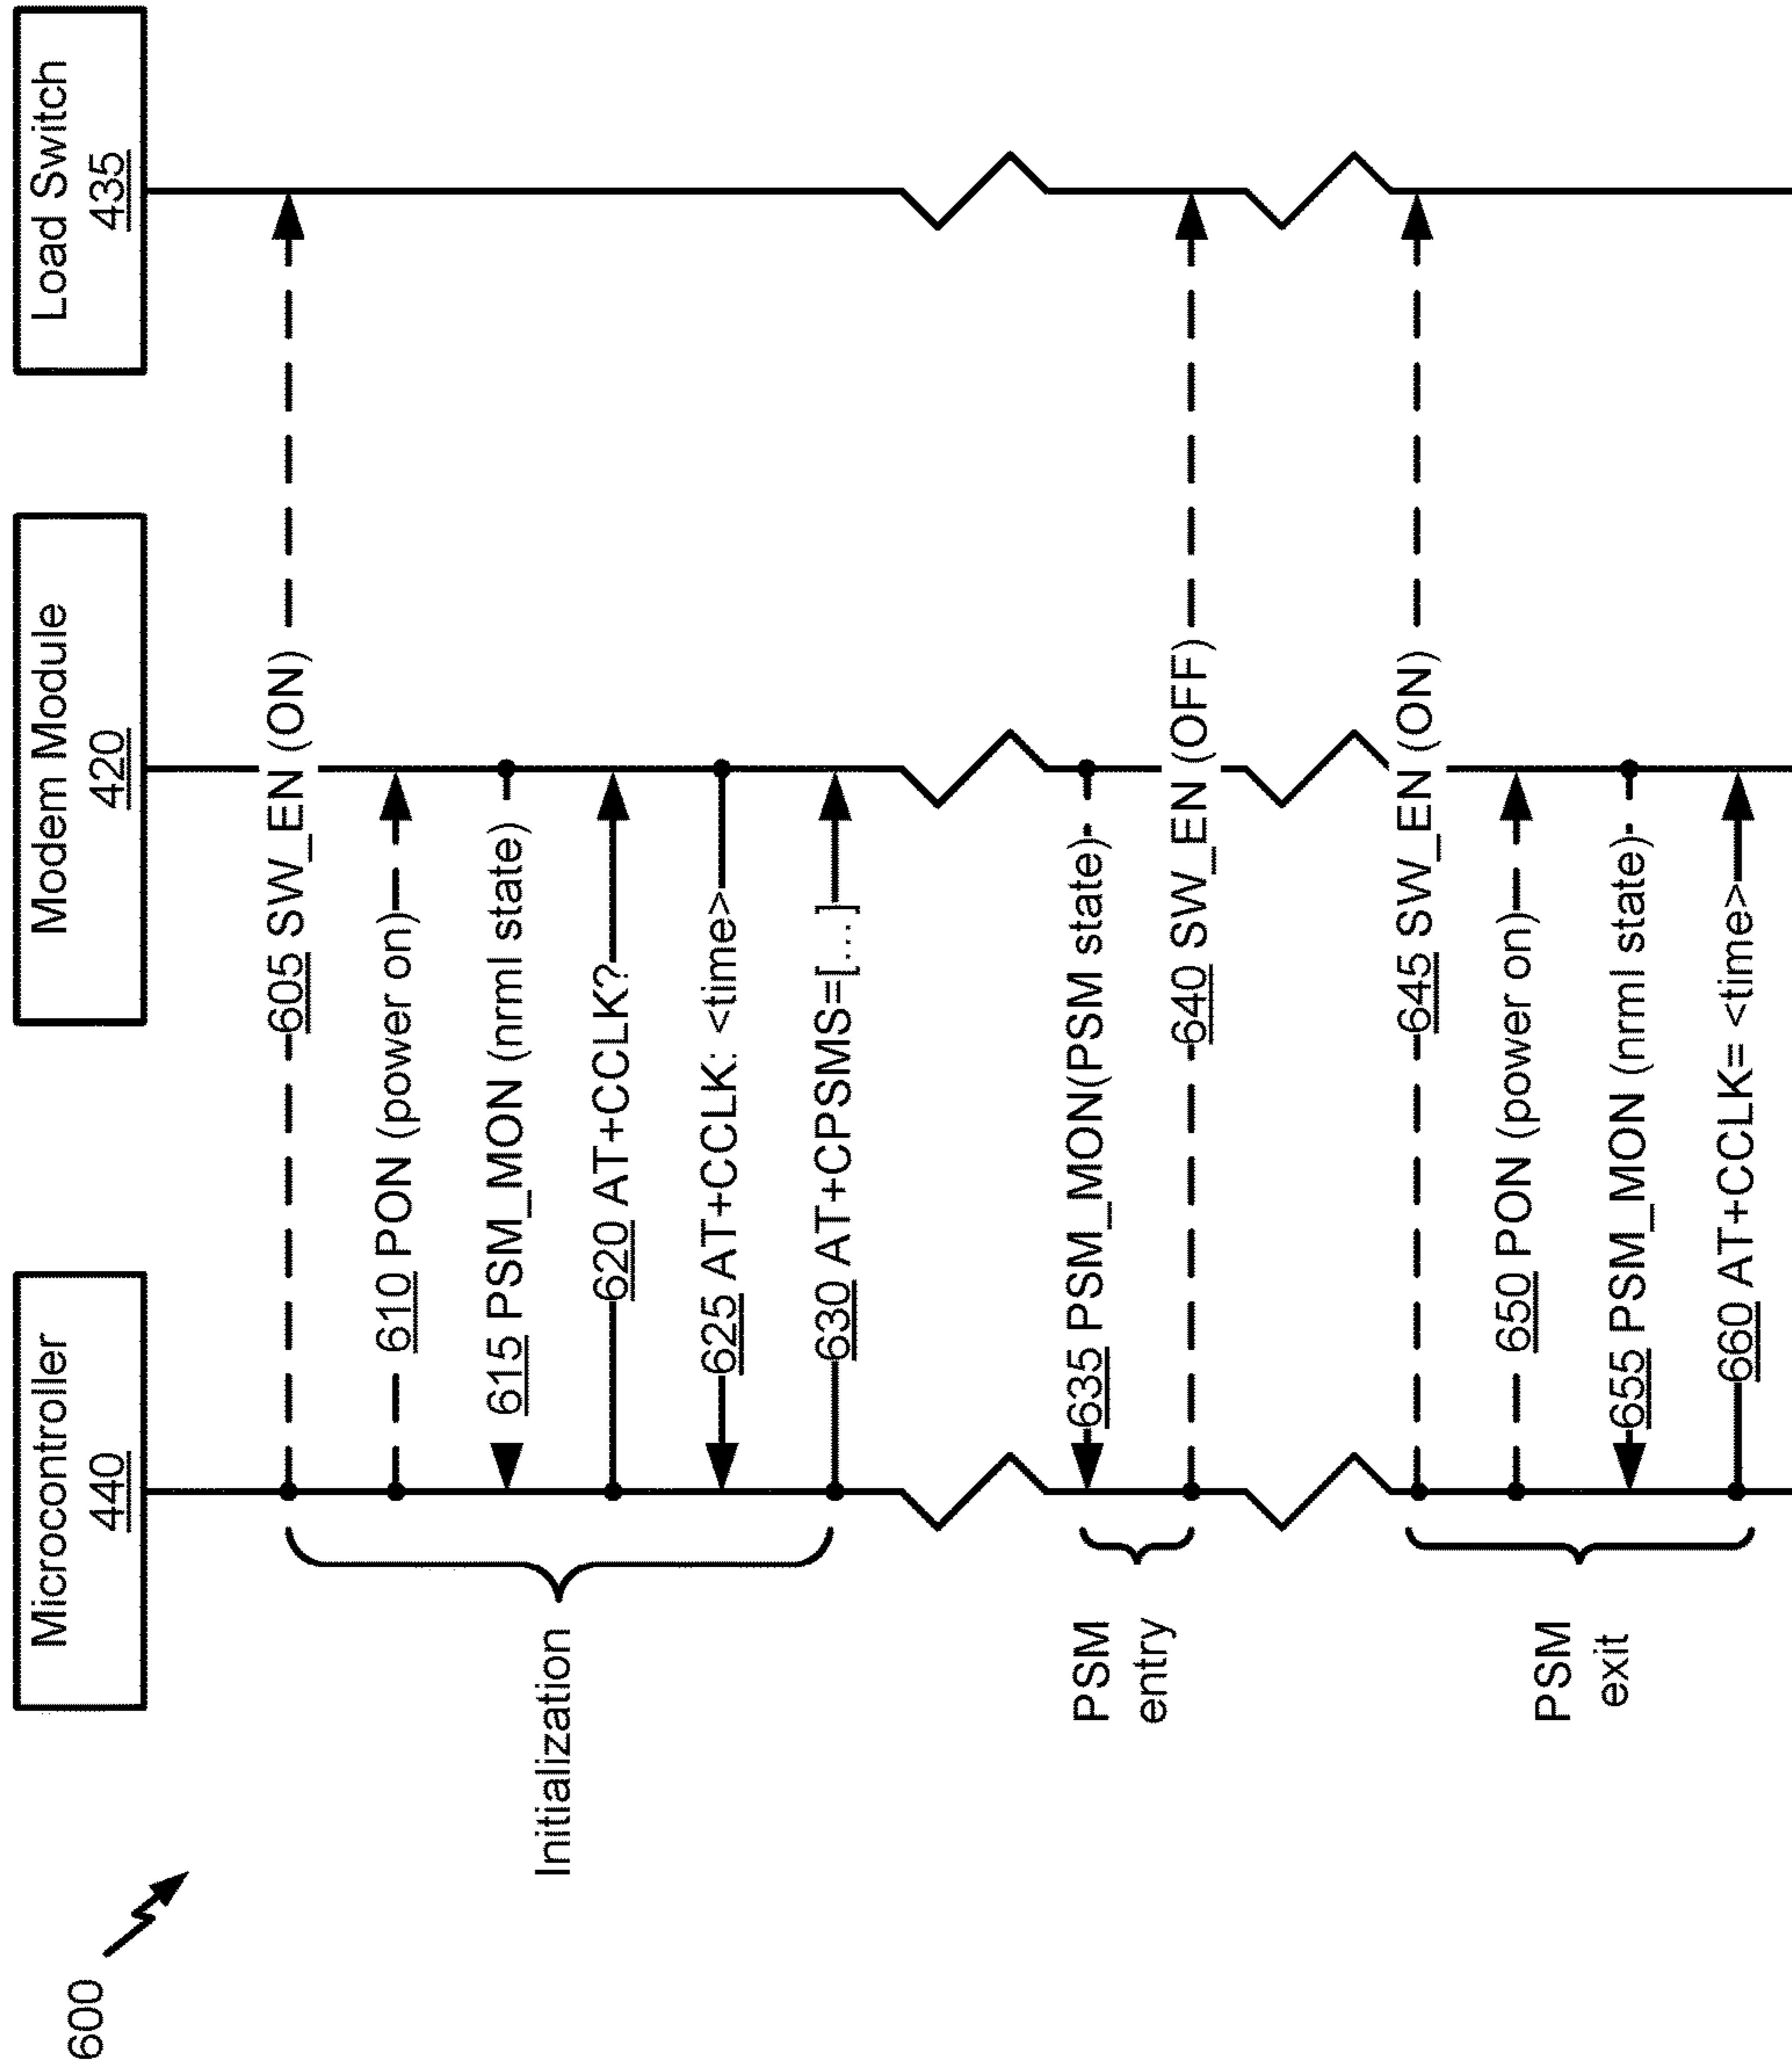 600
Microcontroller
440
Modem Module
420
Load Switch
435
Initialization
605 SW_EN (ON)
610 PON (power on)
615 PSM_MON (nrml state)
620 AT+CCLK?
625 AT+CCLK: <time>
630 AT+CPSMS=[...]
PSM
entry
635 PSM_MON(PSM state)
640 SW_EN (OFF)
PSM
exit
645 SW_EN (ON)
650 PON (power on)
655 PSM_MON (nrml state)
660 AT+CCLK= <time>